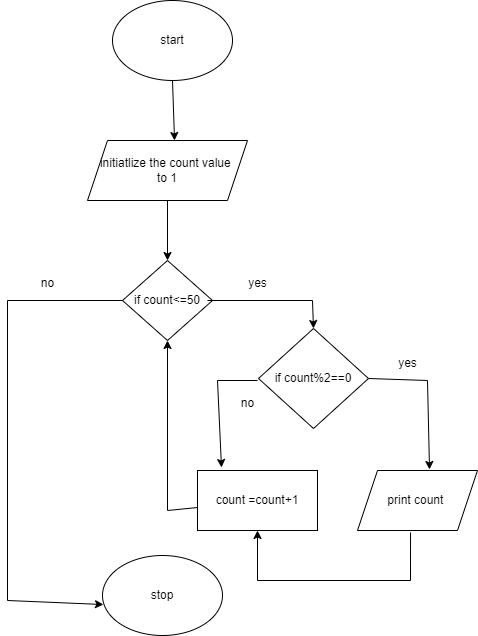 start
initiatlize the count value
to 1
no
if count<=50
yes
if count%2==0
yes
no
count =count+1
print count
stop